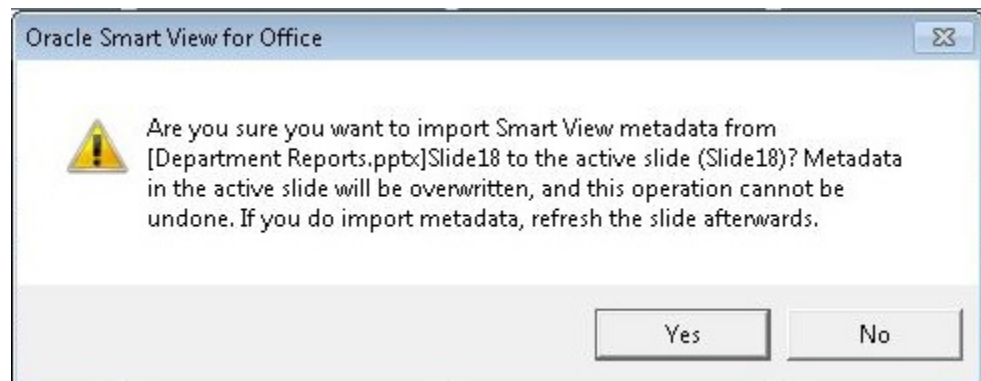 Oracle Smart View for Office
Are you sure you want to import Smart View metadata from
[Department Reports.pptx]Slide18 to the active slide (Slide18)? Metadata
in the active slide will be overwritten, and this operation cannot be
undone. If you do import metadata, refresh the slide afterwards.
Yes
No